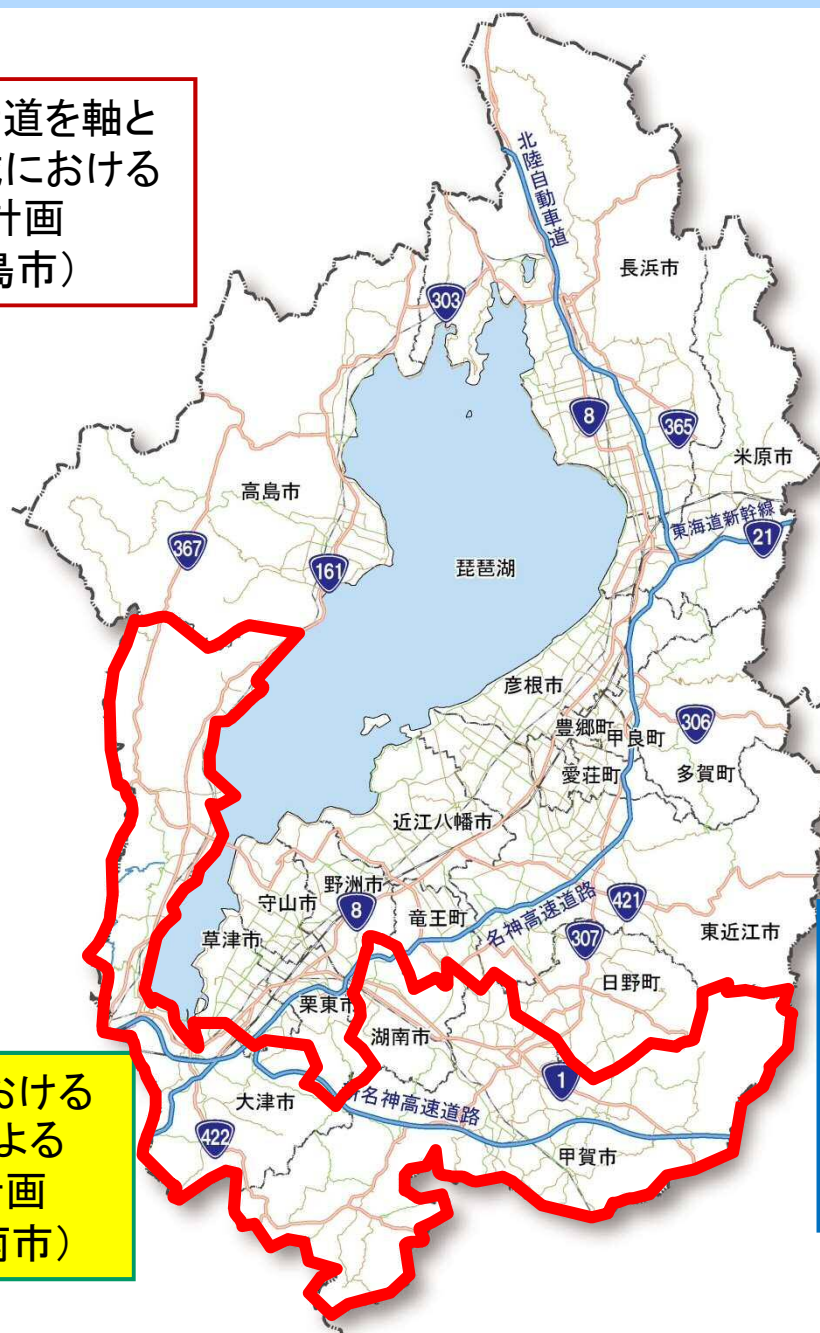 道を軸と
における
計画
島市）
北陸自動車道
長浜市
303
8
365
米原市
高島市
東海道新幹線
21
367
161
琵琶湖
彦根市
豊郷町
甲良町
306
愛荘町
多賀町
近江八幡市
野洲市
守山市
8
竜王町
名神高速道路
421
草津市
307
東近江市
日野町
栗東市
湖南市
1
おける
よる
計画
南市）
大津市
名神高速道路
422
甲賀市